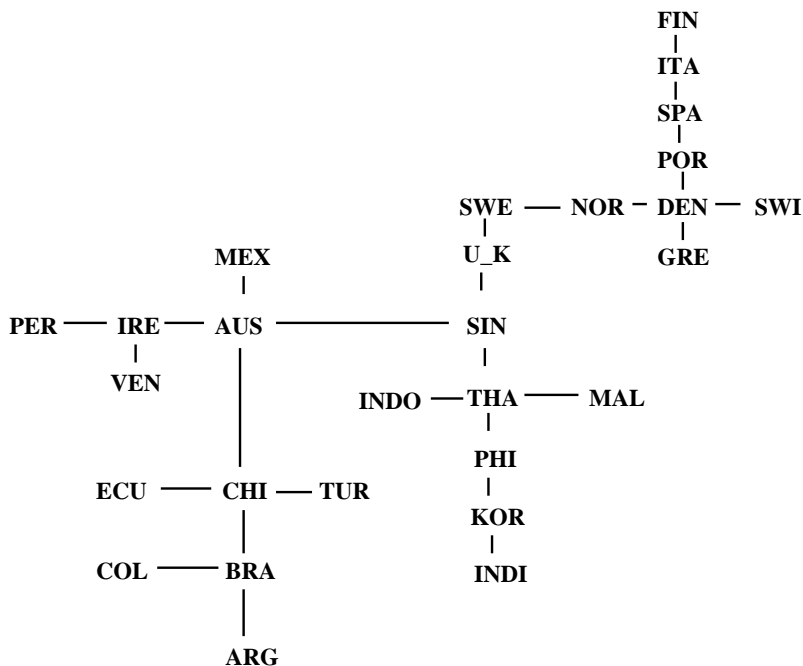 FIN
ITA
SPA
POR
SWE NOR DEN SWI
MEX U_K GRE
PER IRE AUS SIN
VEN
INDO THA MAL
PHI
ECU CHI TUR
KOR
COL BRA INDI
ARG